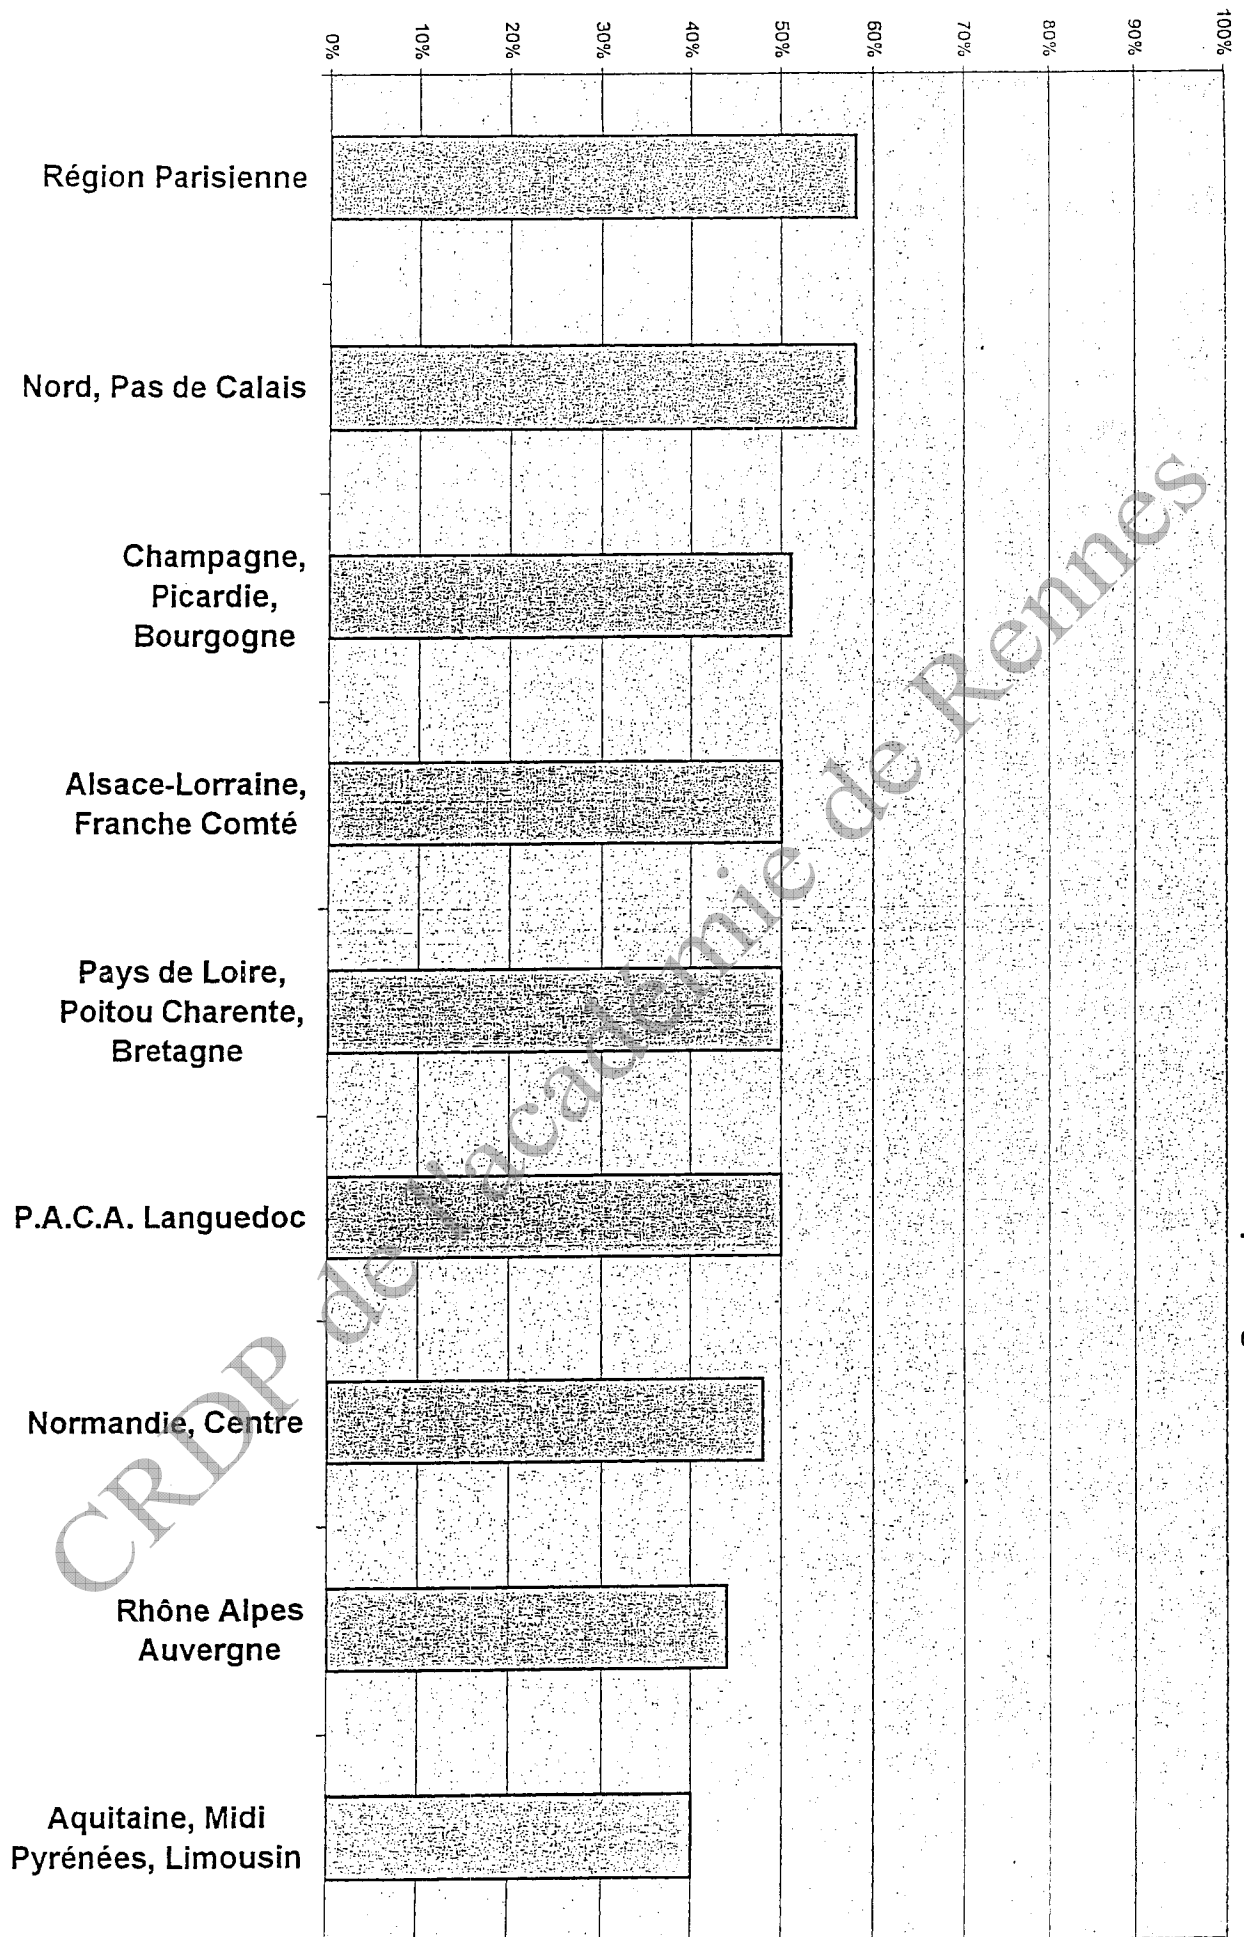 0%
10%
20%
30%
40%
50%
60%
70%
80%
90%
100%
Région Parisienne
Nord, Pas de Calais
Champagne,
Picardie,
Bourgogne
Alsace-Lorraine,
Franche Comté
Pays de Loire,
Poitou Charente,
Bretagne
P.A.C.A. Languedoc
Normandie, Centre
Rhône Alpes
Auvergne
Aquitaine, Midi
Pyrénées, Limousin
CRDP de l'académie de Rennes